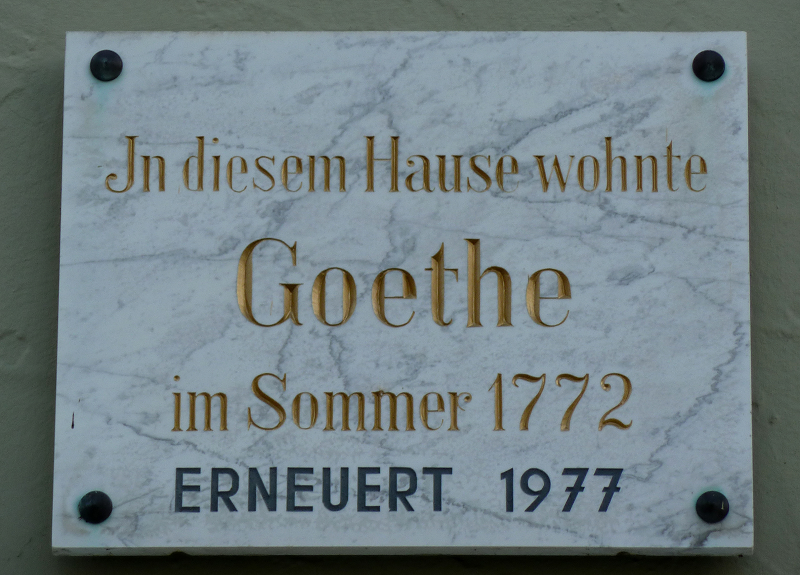 Jn diesem Hause wohnte
Goethe
im Sommer 1772
ERNEUERT 1977